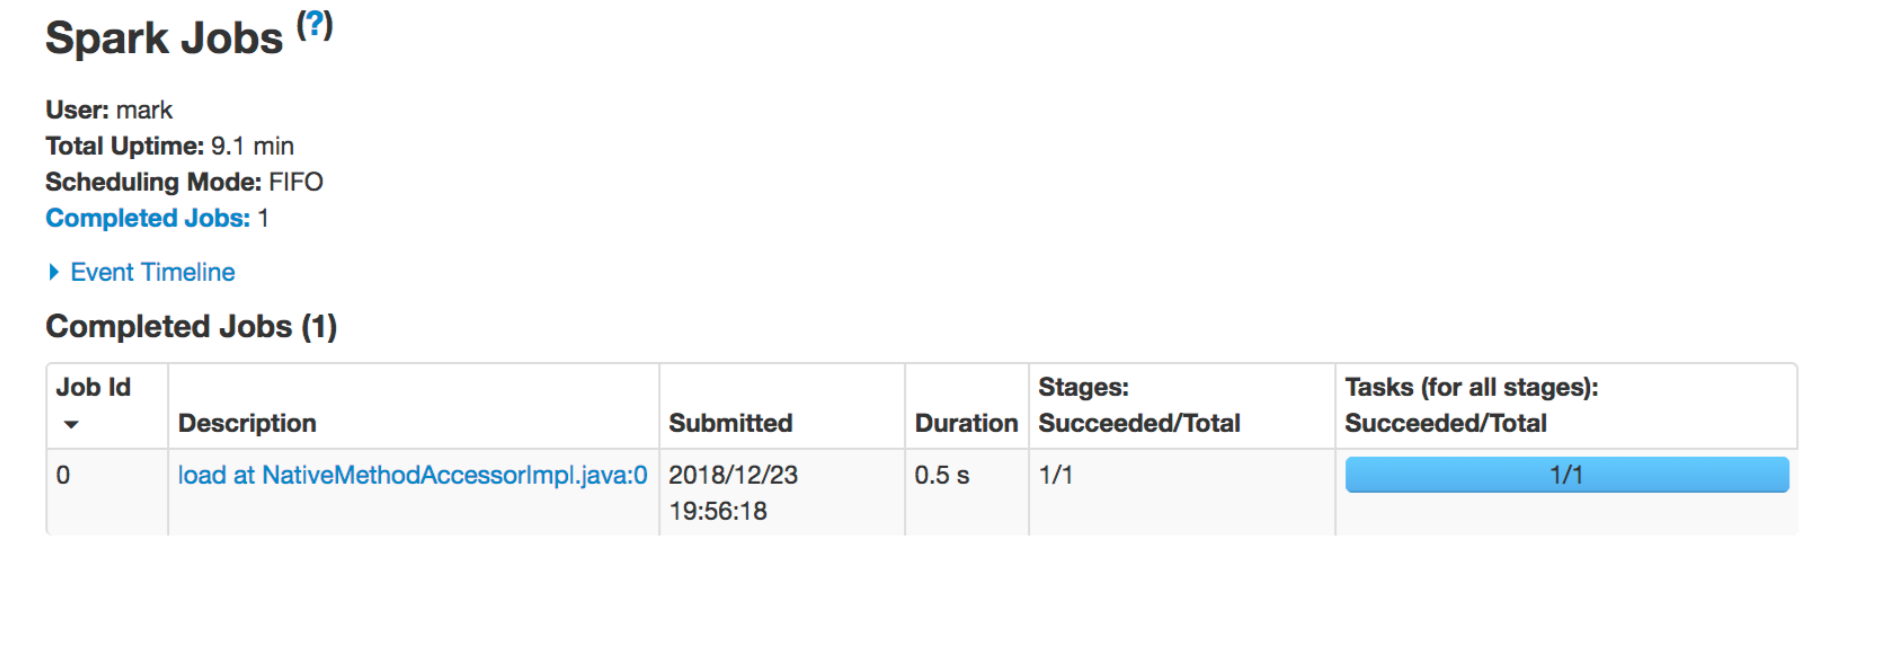 Spark Jobs (?)
User: mark
Total Uptime: 9.1 min
Scheduling Mode: FIFO
Completed Jobs: 1
Event Timeline
Completed Jobs (1)
Job Id
Description
Submitted
Duration
Stages:
Succeeded/Total
Tasks (for all stages):
Succeeded/Total
0
load at NativeMethodAccessorImpl.java:0
2018/12/23
19:56:18
0.5 s
1/1
1/1